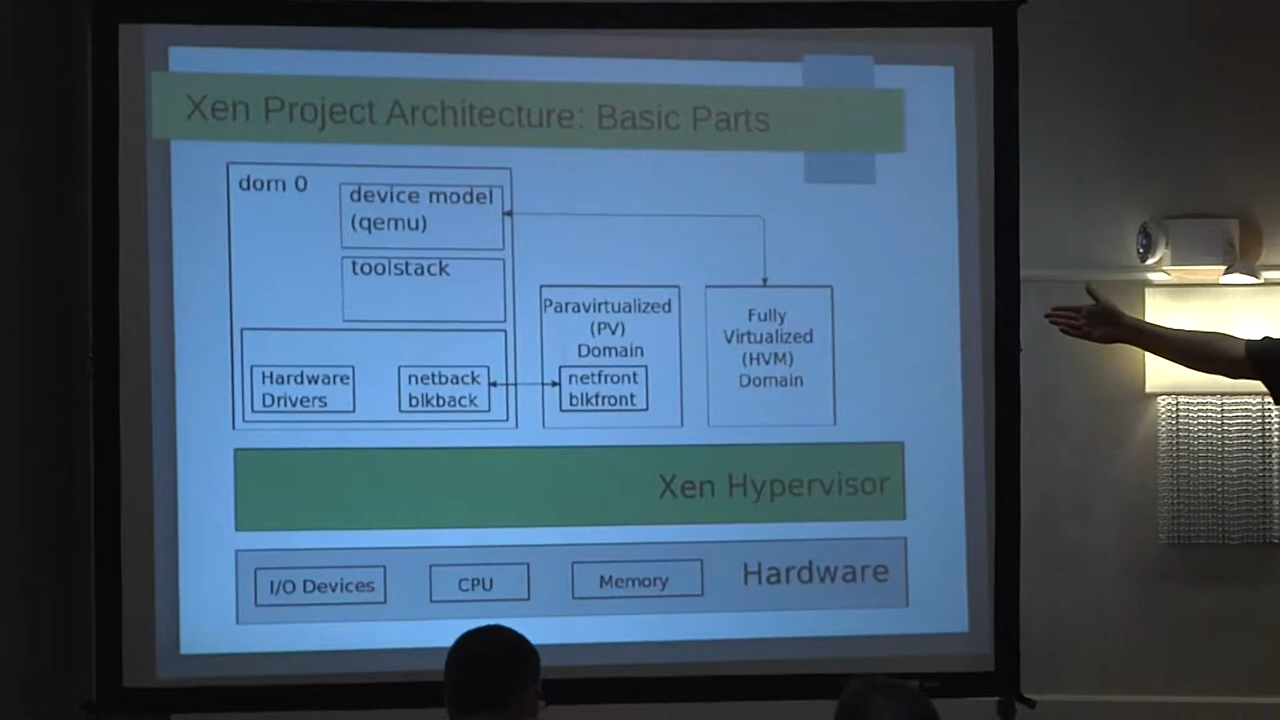 Xen Project Architecture: Basic Parts
dom 0
device model
(qemu)
toolstack
Hardware
Drivers
netback
blkback
Paravirtualized
(PV)
Domain
netfront
blkfront
Fully
Virtualized
(HVM)
Domain
Xen Hypervisor
I/O Devices
CPU
Memory
Hardware